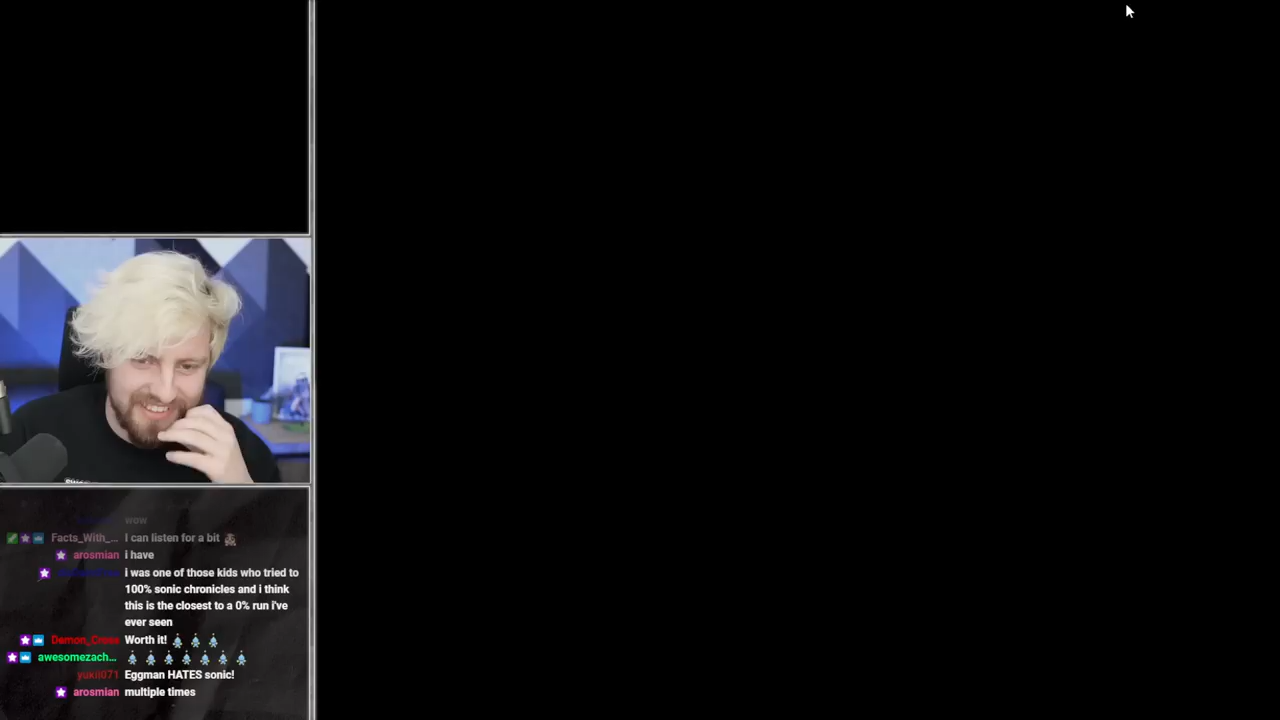 wow
Facts_With_... I can listen for a bit
arosmian i have
i was one of those kids who tried to
100% sonic chronicles and i think
this is the closest to a 0% run i've
ever seen
Demon_Cross Worth it!
awesomezach...
yukii071 Eggman HATES sonic!
arosmian multiple times